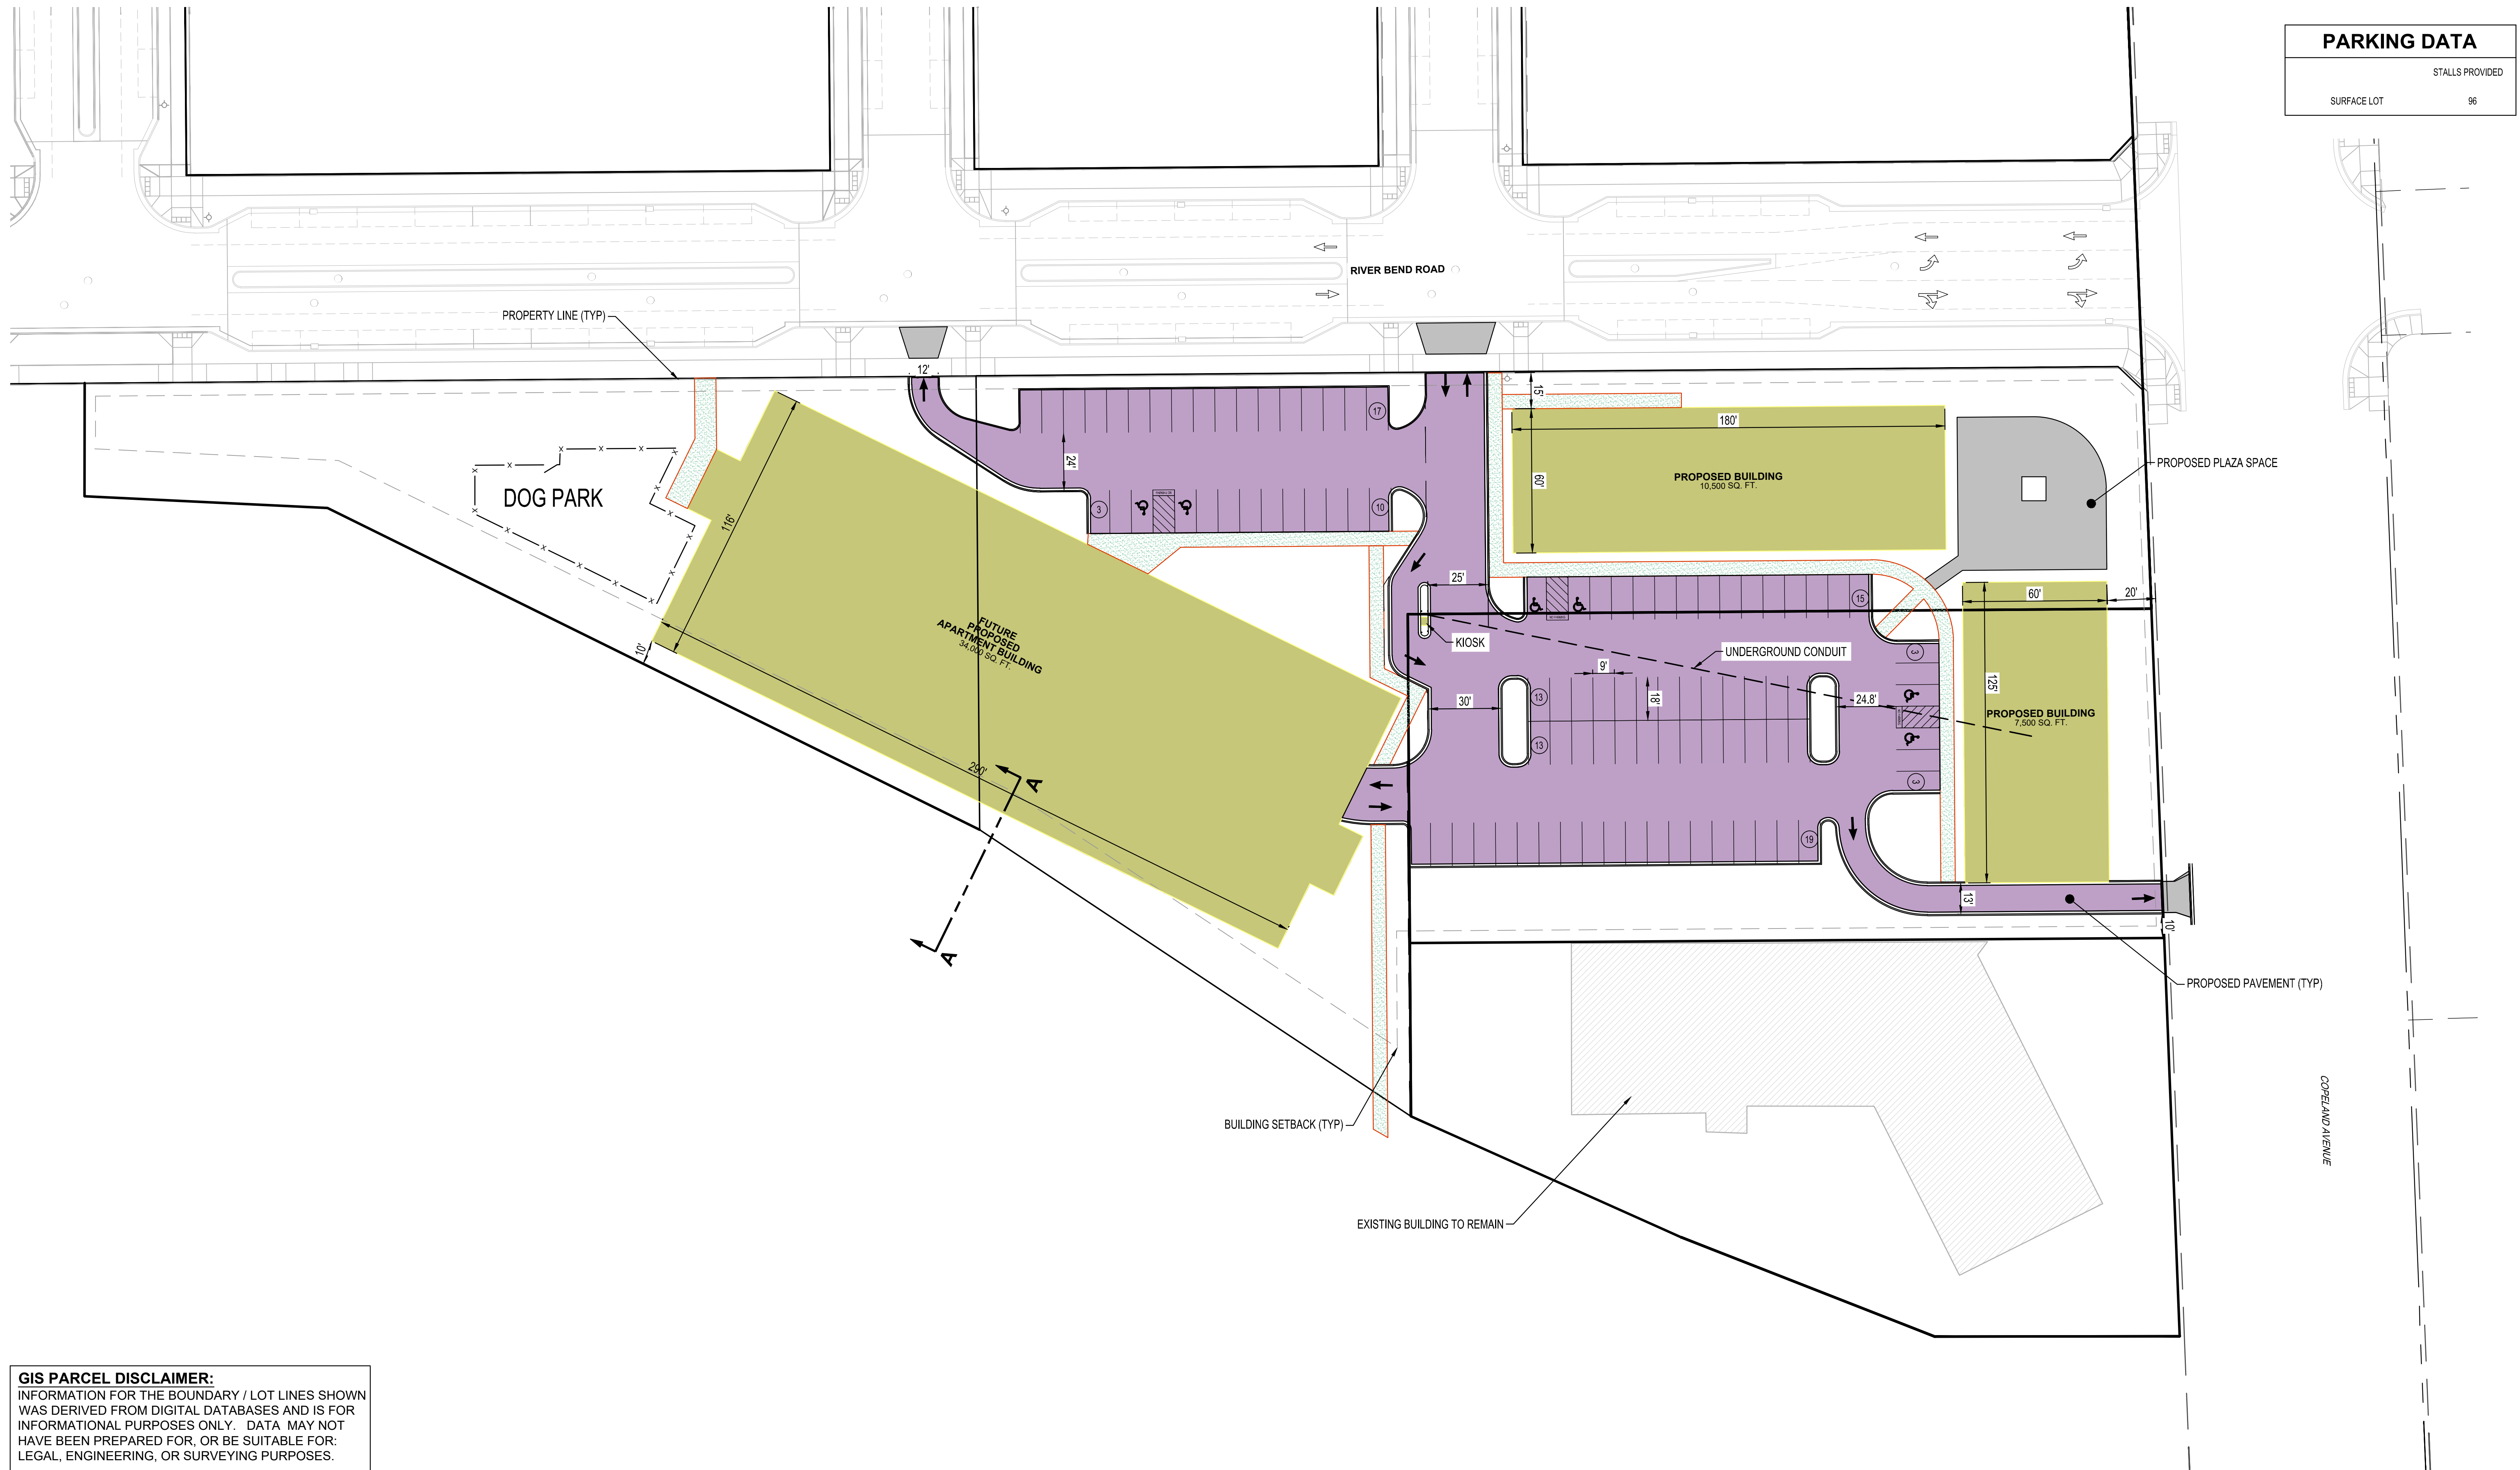 PARKING DATA
STALLS PROVIDED
SURFACE LOT 96
RIVER BEND ROAD
PROPERTY LINE (TYP)
12'
17
15'
180'
24'
PROPOSED BUILDING
10,500 SQ. FT.
60'
PROPOSED PLAZA SPACE
DOG PARK
116'
3
10
25'
15
60'
20'
KIOSK
UNDERGROUND CONDUIT
FUTURE
PROPOSED
APARTMENT BUILDING
34,000 SQ. FT.
10'
9'
13
18'
30'
24.8'
3
125'
PROPOSED BUILDING
7,500 SQ. FT.
13
3
290'
A
A
19
13'
10'
PROPOSED PAVEMENT (TYP)
BUILDING SETBACK (TYP)
COPELAND AVENUE
EXISTING BUILDING TO REMAIN
GIS PARCEL DISCLAIMER:
INFORMATION FOR THE BOUNDARY / LOT LINES SHOWN
WAS DERIVED FROM DIGITAL DATABASES AND IS FOR
INFORMATIONAL PURPOSES ONLY. DATA MAY NOT
HAVE BEEN PREPARED FOR, OR BE SUITABLE FOR:
LEGAL, ENGINEERING, OR SURVEYING PURPOSES.